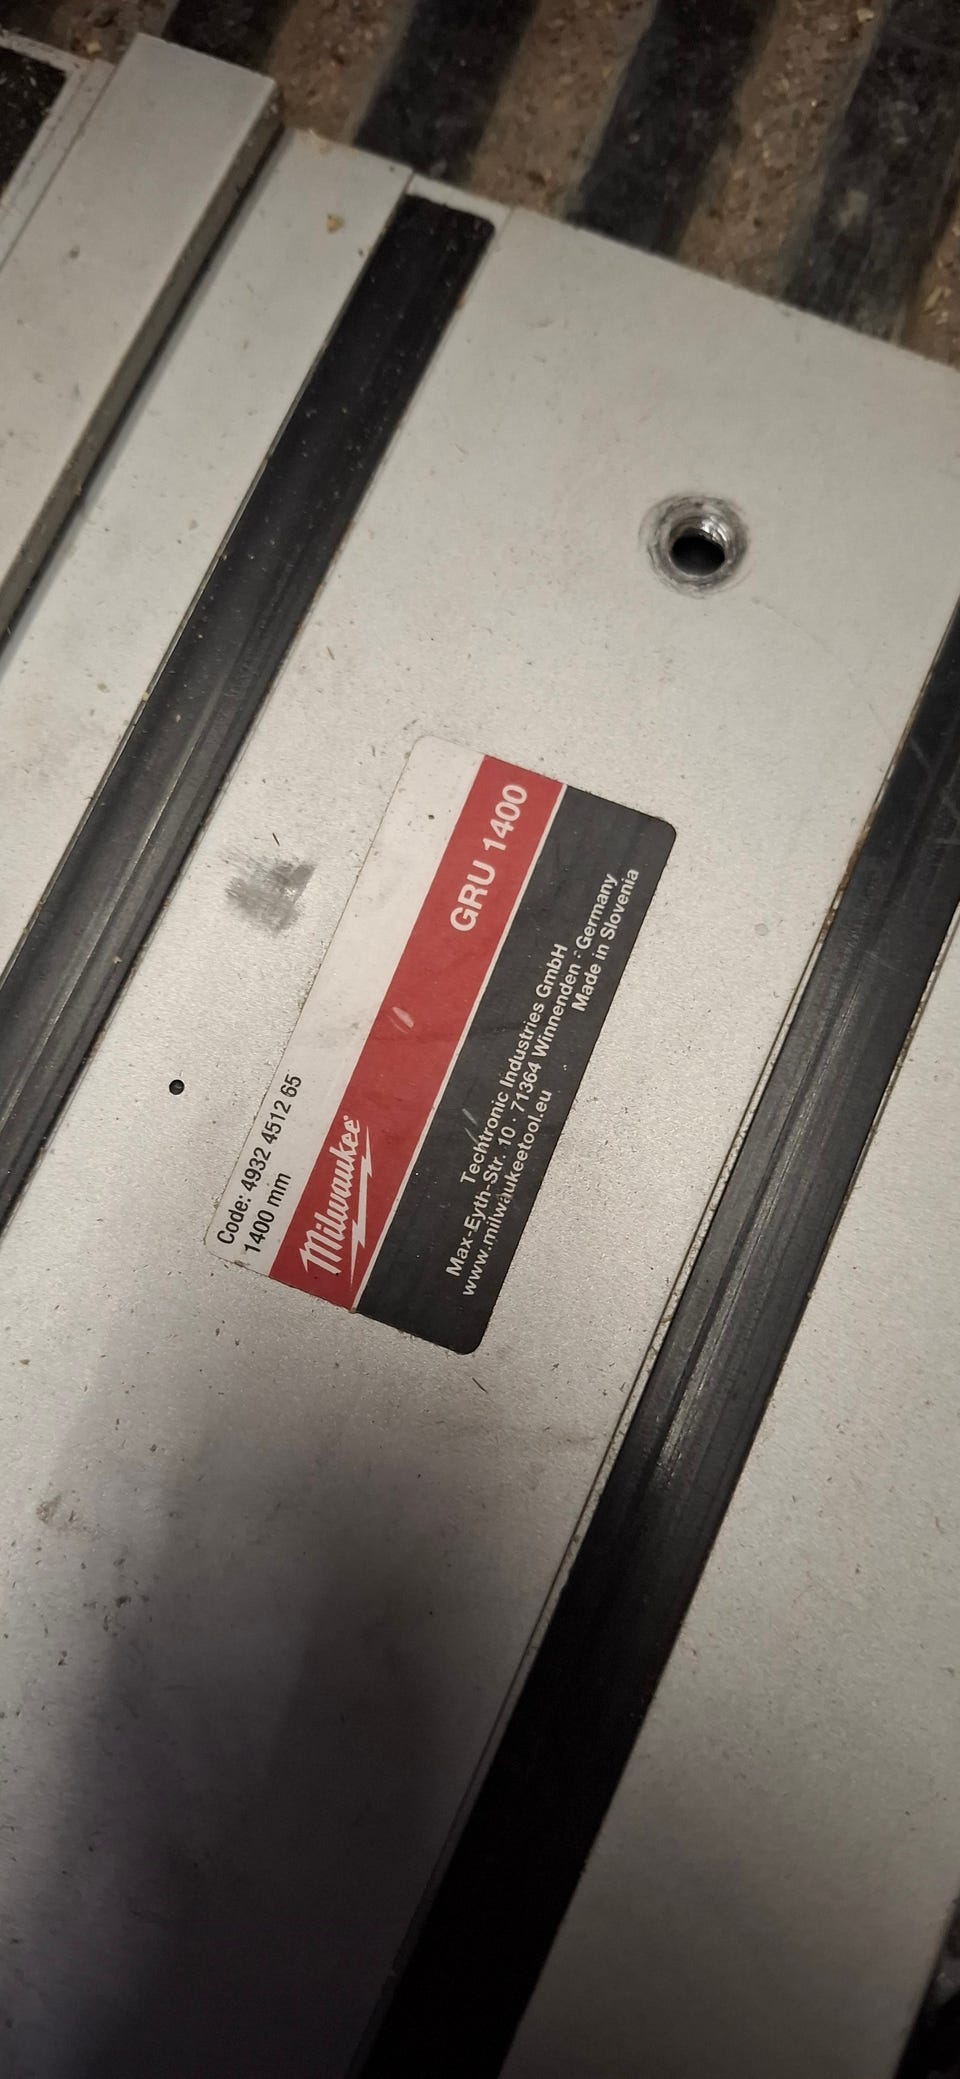 Code: 4932 4512 65
1400 mm
Milwaukee®
GRU 1400
Techtronic Industries GmbH
Max-Eyth-Str. 10 · 71364 Winnenden · Germany
www.milwaukeetool.eu
Made in Slovenia